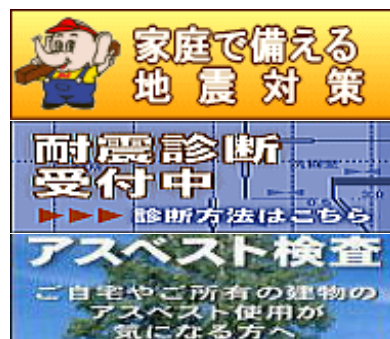 家庭で備える
地震対策
耐震診断
受付中
▶▶▶ 診断方法はこちら
アスベスト検査
ご自宅やご所有の建物の
アスベスト使用が
気になる方へ